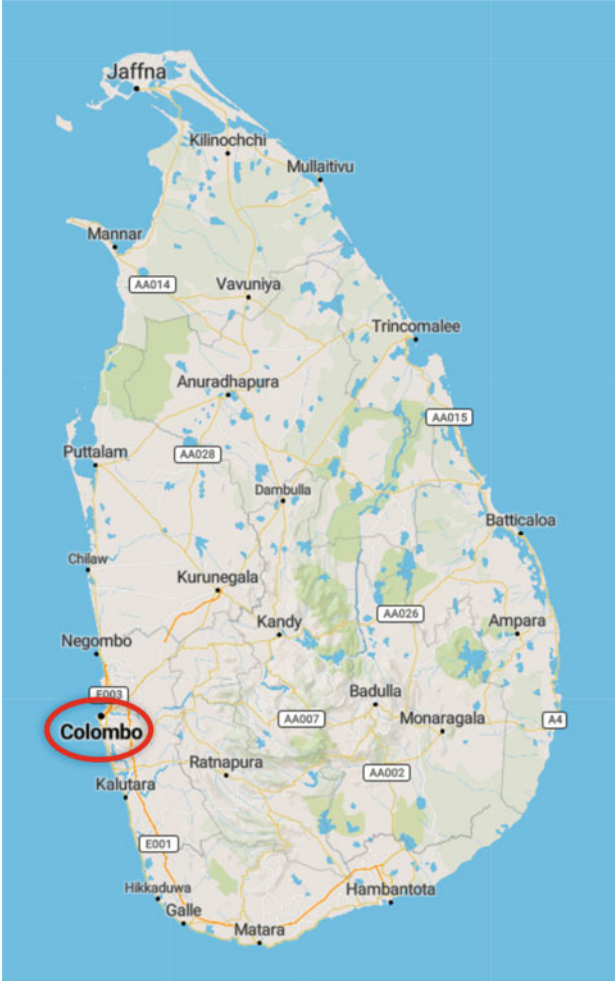 Jaffna
Kilinochchi
Mullaitivu
Mannar
AA014
Vavuniya
Trincomalee
Anuradhapura
AA015
Puttalam
AA028
Dambulla
Batticaloa
Chilaw
Kurunegala
AA026
Kandy
Ampara
Negombo
E003
Badulla
AA007
Monaragala
A4
Colombo
Ratnapura
AA002
Kalutara
E001
Hikkaduwa
Hambantota
Galle
Matara